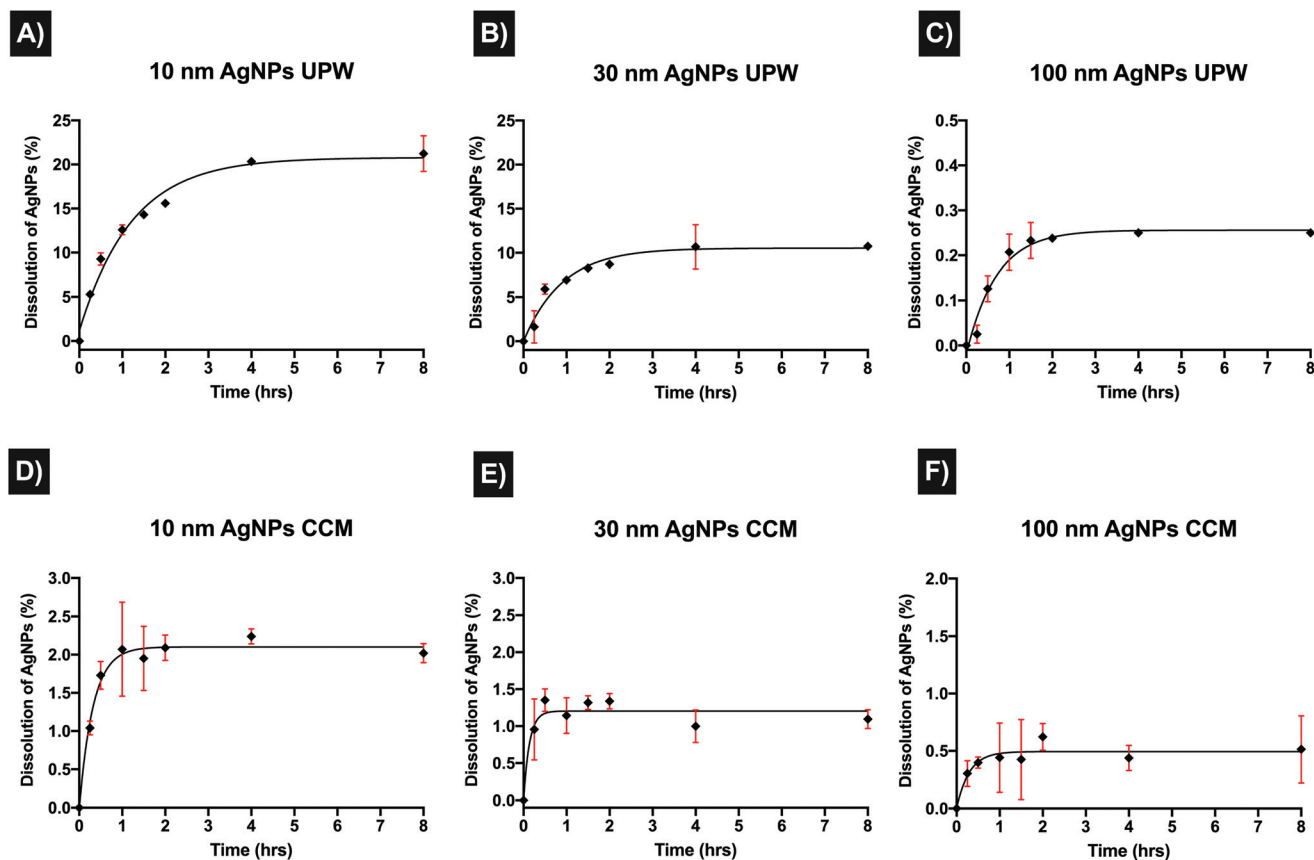 A)
10 nm AgNPs UPW
Dissolution of AgNPs (%)
25
20
15
10
5
0
0 1 2 3 4 5 6 7 8
Time (hrs)
B)
30 nm AgNPs UPW
Dissolution of AgNPs (%)
25
20
15
10
5
0
0 1 2 3 4 5 6 7 8
Time (hrs)
C)
100 nm AgNPs UPW
Dissolution of AgNPs (%)
0.5
0.4
0.3
0.2
0.1
0.0
0 1 2 3 4 5 6 7 8
Time (hrs)
D)
10 nm AgNPs CCM
Dissolution of AgNPs (%)
3.0
2.5
2.0
1.5
1.0
0.5
0.0
0 1 2 3 4 5 6 7 8
Time (hrs)
E)
30 nm AgNPs CCM
Dissolution of AgNPs (%)
3.0
2.5
2.0
1.5
1.0
0.5
0.0
0 1 2 3 4 5 6 7 8
Time (hrs)
F)
100 nm AgNPs CCM
Dissolution of AgNPs (%)
2.0
1.5
1.0
0.5
0.0
0 1 2 3 4 5 6 7 8
Time (hrs)